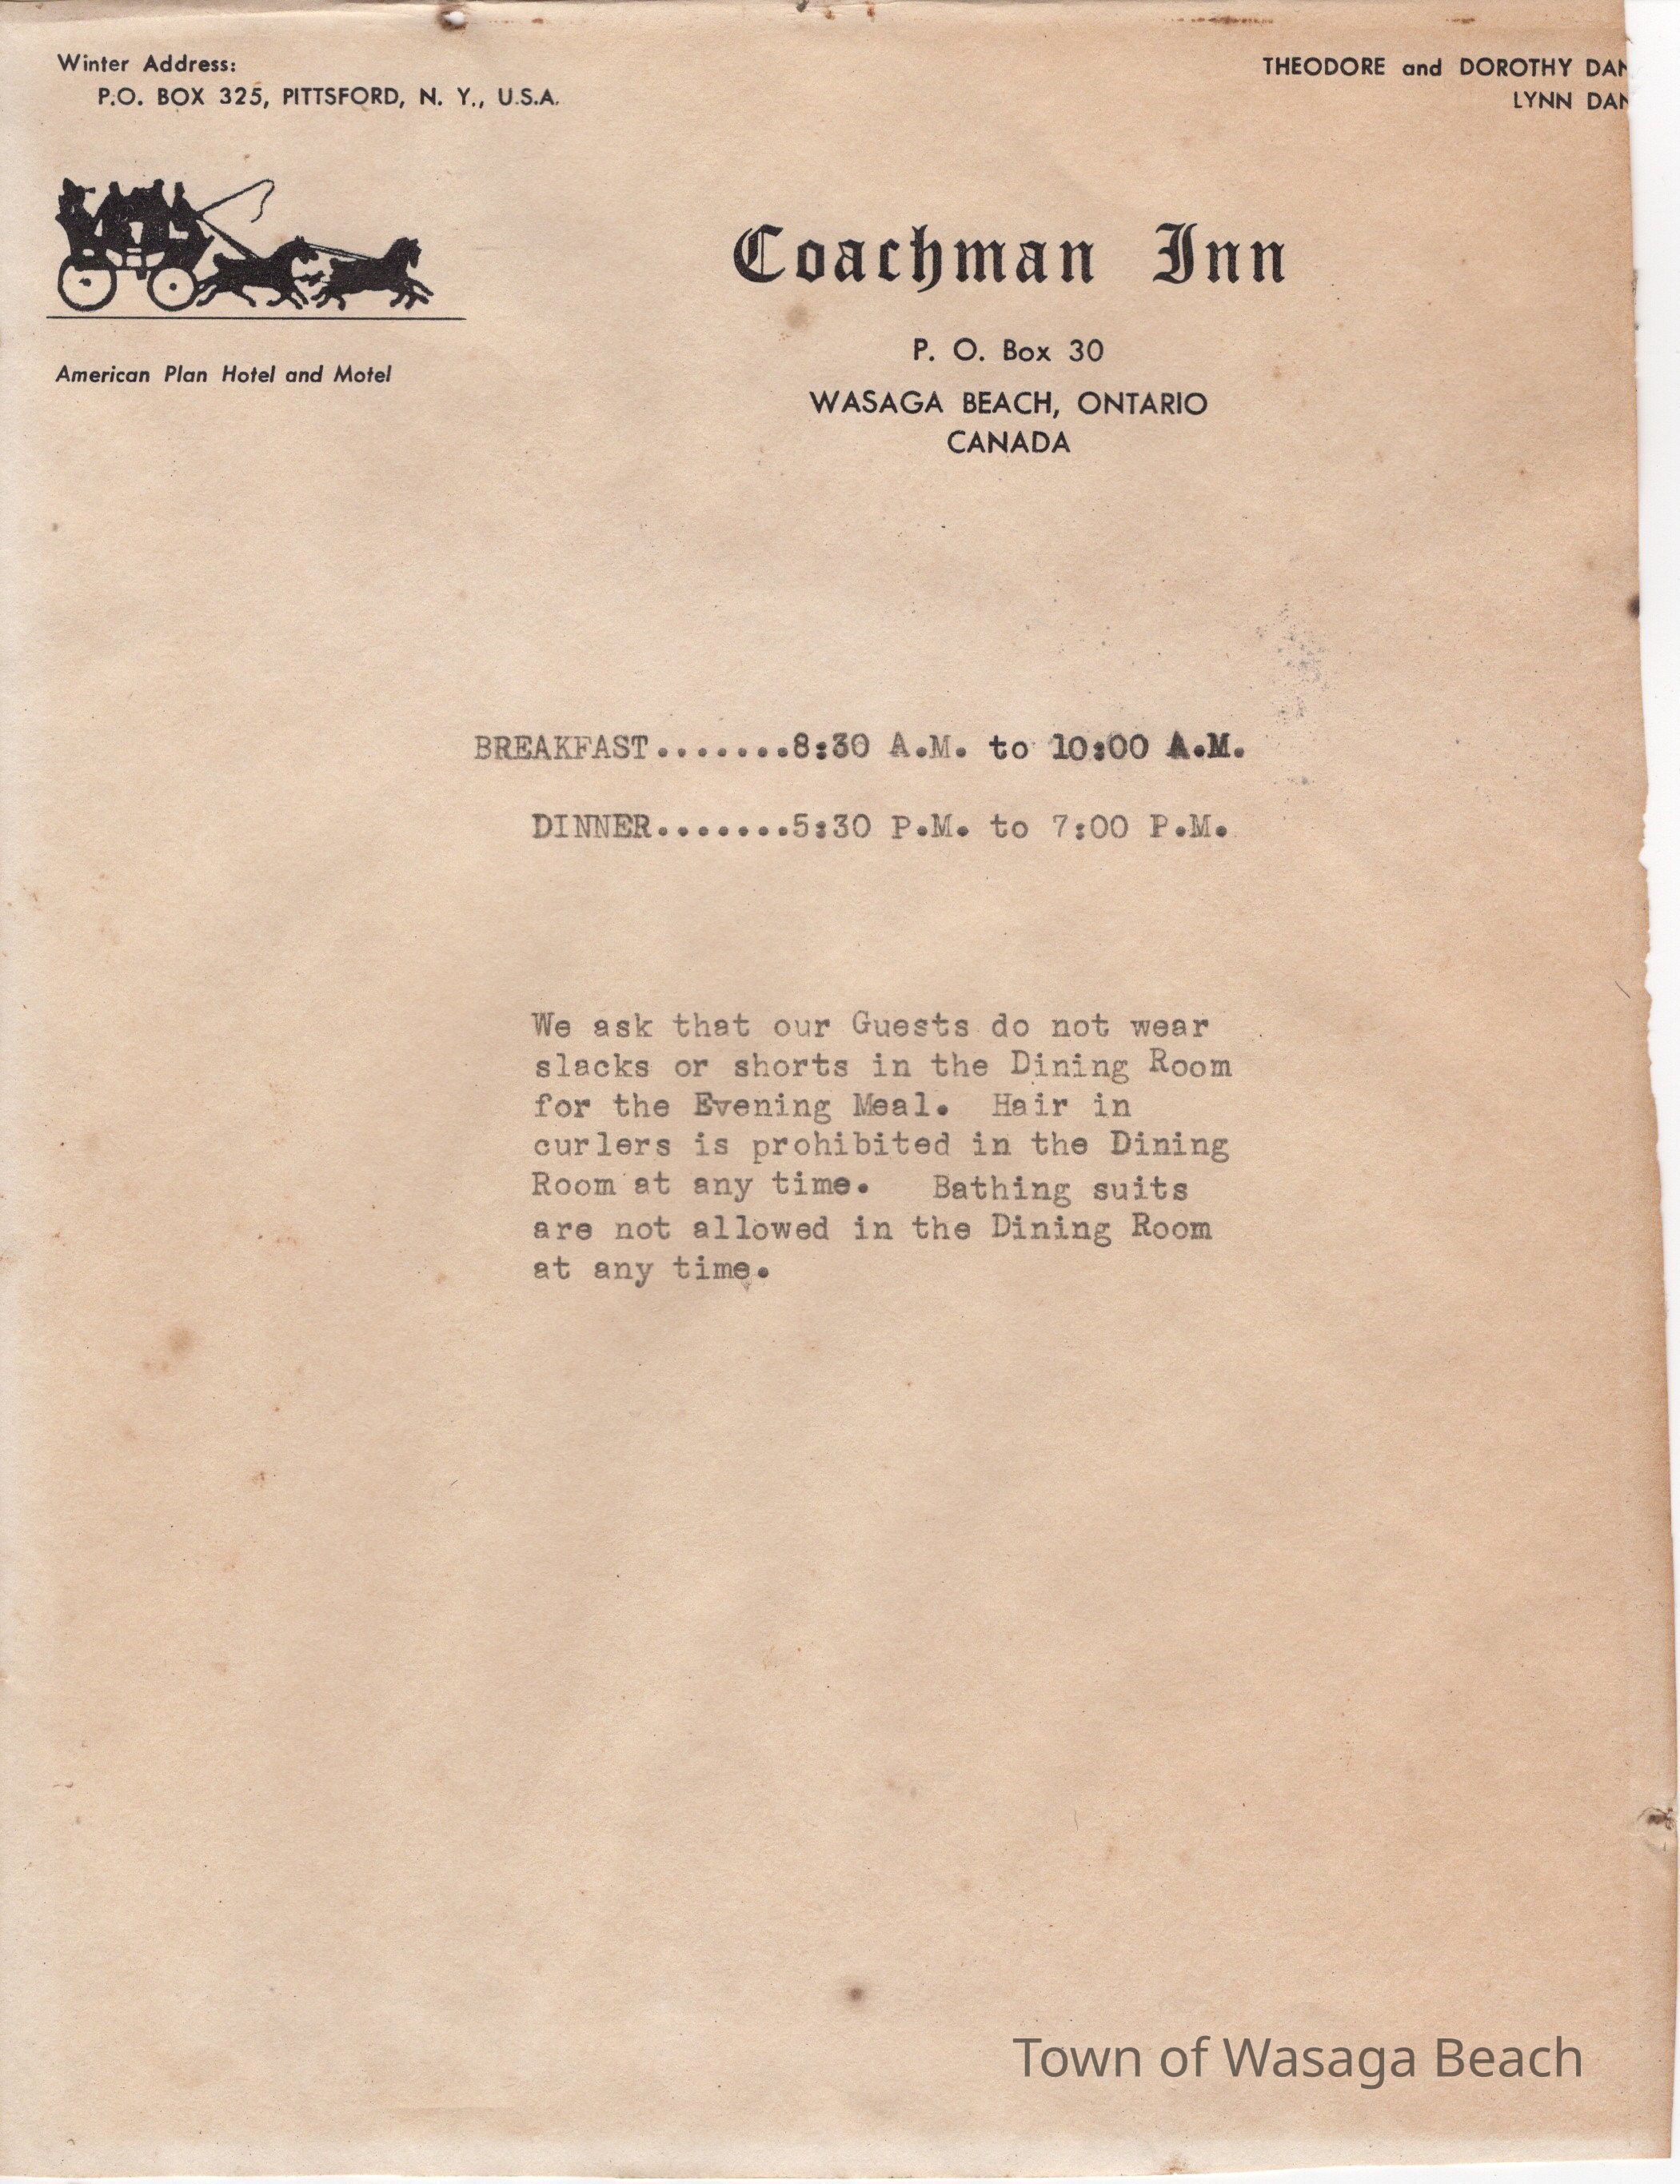 Winter Address:
P.O. BOX 325, PITTSFORD, N. Y., U.S.A.
THEODORE and DOROTHY
LYNN
Coachman Inn
P. O. Box 30
WASAGA BEACH, ONTARIO
CANADA
American Plan Hotel and Motel
BREAKFAST.......8:30 A.M. to 10:00 A.M.
DINNER.......5:30 P.M. to 7:00 P.M.
We ask that our Guests do not wear
slacks or shorts in the Dining Room
for the Evening Meal. Hair in
curlers is prohibited in the Dining
Room at any time. Bathing suits
are not allowed in the Dining Room
at any time.
Town of Wasaga Beach